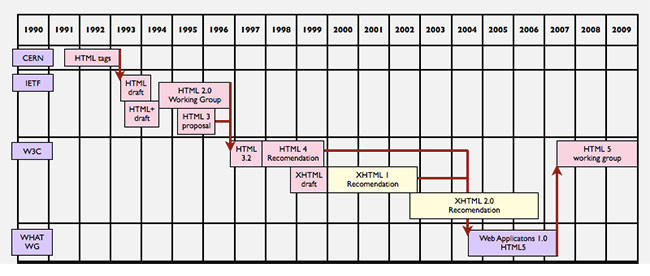 1990 1991 1992 1993 1994 1995 1996 1997 1998 1999 2000 2001 2002 2003 2004 2005 2006 2007 2008 2009
CERN
HTML tags
IETF
HTML
draft
HTML 2.0
Working Group
HTML+
draft
HTML 3
proposal
W3C
HTML
3.2
HTML 4
Recomendation
HTML 5
working group
XHTML
draft
XHTML 1
Recomendation
XHTML 2.0
Recomendation
WHAT
WG
Web Applicatons 1.0
HTML5